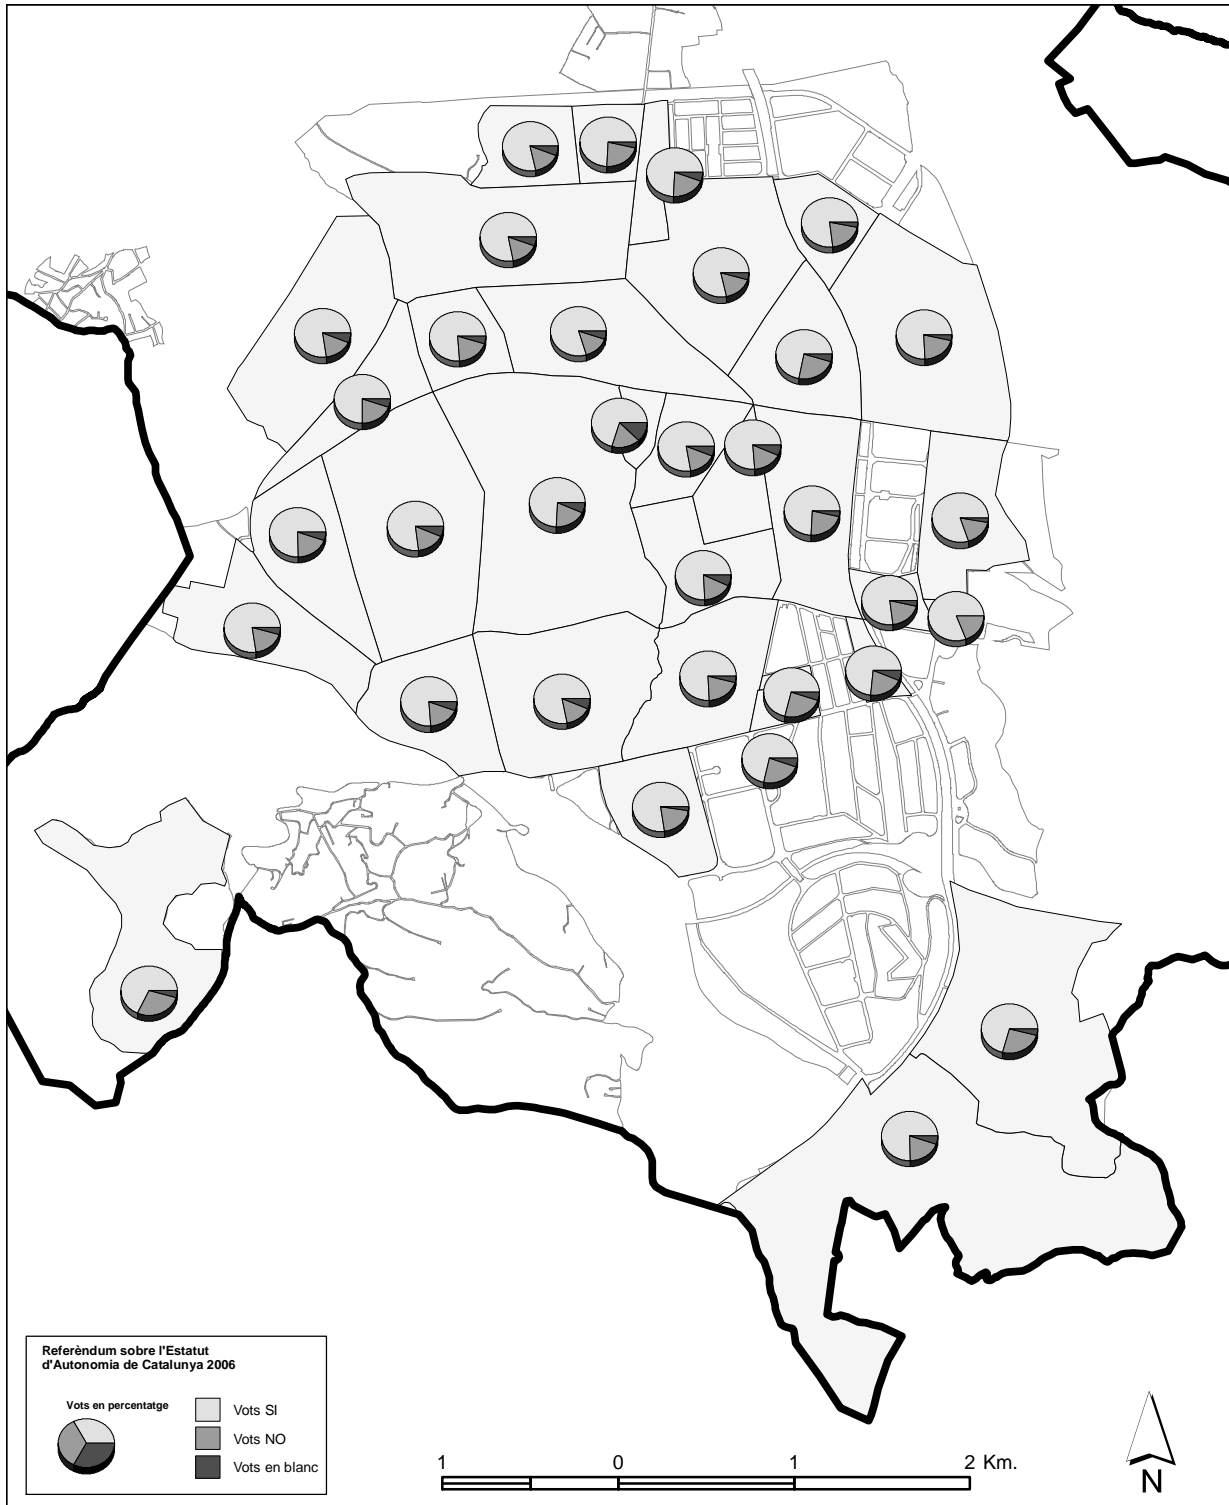 Referèndum sobre l'Estatut
d'Autonomia de Catalunya 2006
Vots en percentatge
Vots SI
Vots NO
Vots en blanc
1 0 1 2 Km.
N